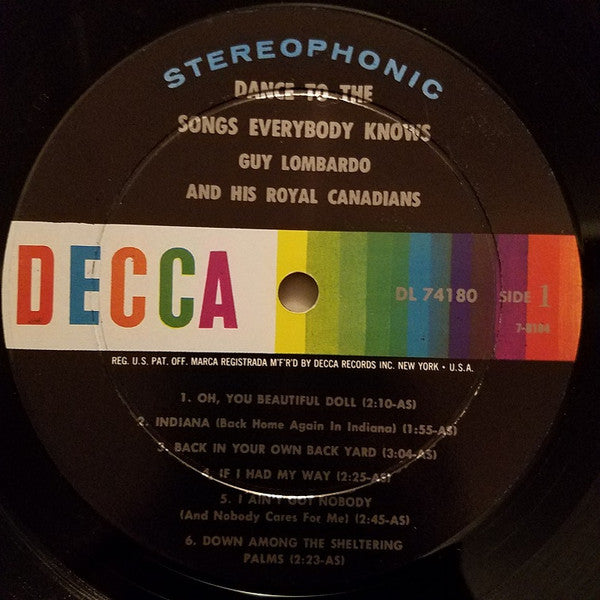 STEREOPHONIC
DANCE TO THE
SONGS EVERYBODY KNOWS
GUY LOMBARDO
AND HIS ROYAL CANADIANS
DECCA
DL 74180 SIDE 1
7-8184
REG. U.S. PAT. OFF. MARCA REGISTRADA M'F'R'D BY DECCA RECORDS INC. NEW YORK • U.S.A.
1. OH, YOU BEAUTIFUL DOLL (2:10-AS)
2. INDIANA (Back Home Again In Indiana) (1:55-AS)
3. BACK IN YOUR OWN BACK YARD (3:04-AS)
4. IF I HAD MY WAY (2:25-AS)
5. I AIN'T GOT NOBODY
(And Nobody Cares For Me) (2:45-AS)
6. DOWN AMONG THE SHELTERING
PALMS (2:23-AS)